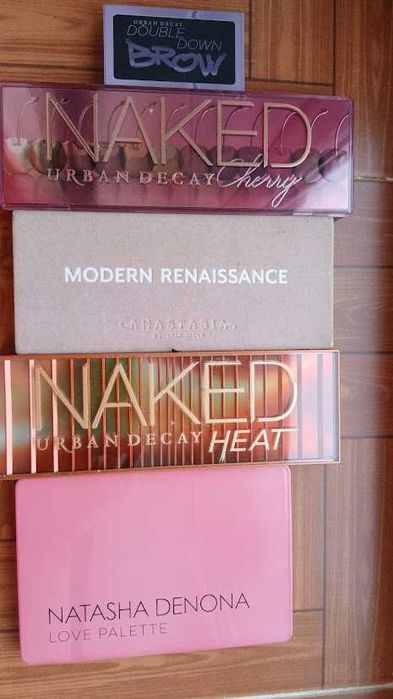 URBAN DECAY
DOUBLE
DOWN
BROW
NAKED
URBAN DECAY Cherry
MODERN RENAISSANCE
ANASTASIA
NAKED
URBAN DECAY HEAT
NATASHA DENONA
LOVE PALETTE